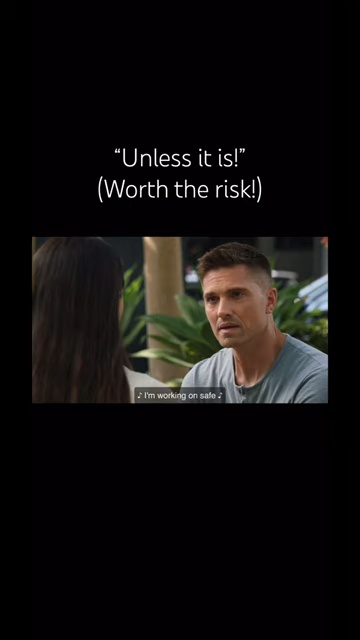 “Unless it is!”
(Worth the risk!)
♪ I'm working on safe ♪